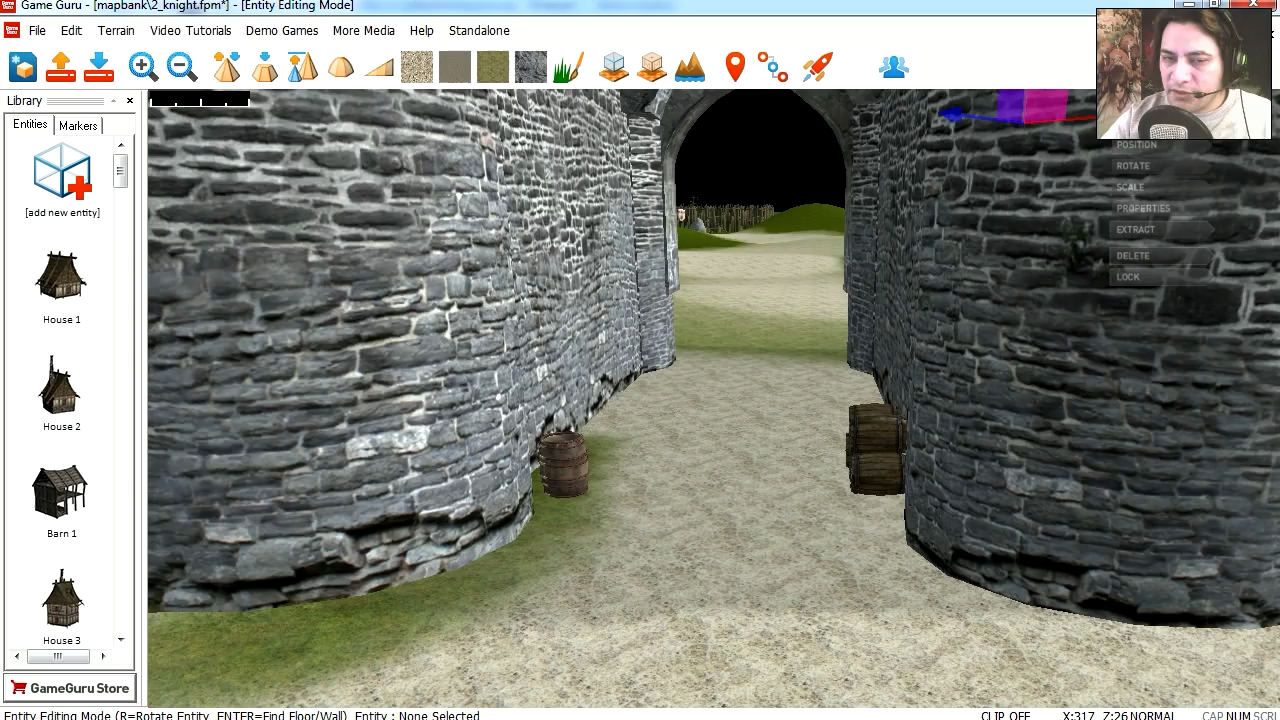 Game Guru - [mapbank\2_knight.fpm*] - [Entity Editing Mode]
File Edit Terrain Video Tutorials Demo Games More Media Help Standalone
Library
Entities Markers
[add new entity]
House 1
House 2
Barn 1
House 3
GameGuru Store
POSITION
ROTATE
SCALE
PROPERTIES
EXTRACT
DELETE
LOCK
Entity Editing Mode (R=Rotate Entity, ENTER=Find Floor/Wall) Entity : None Selected CLIP OFF X:317 Z:26 NORMAL CAP NUM SCRL